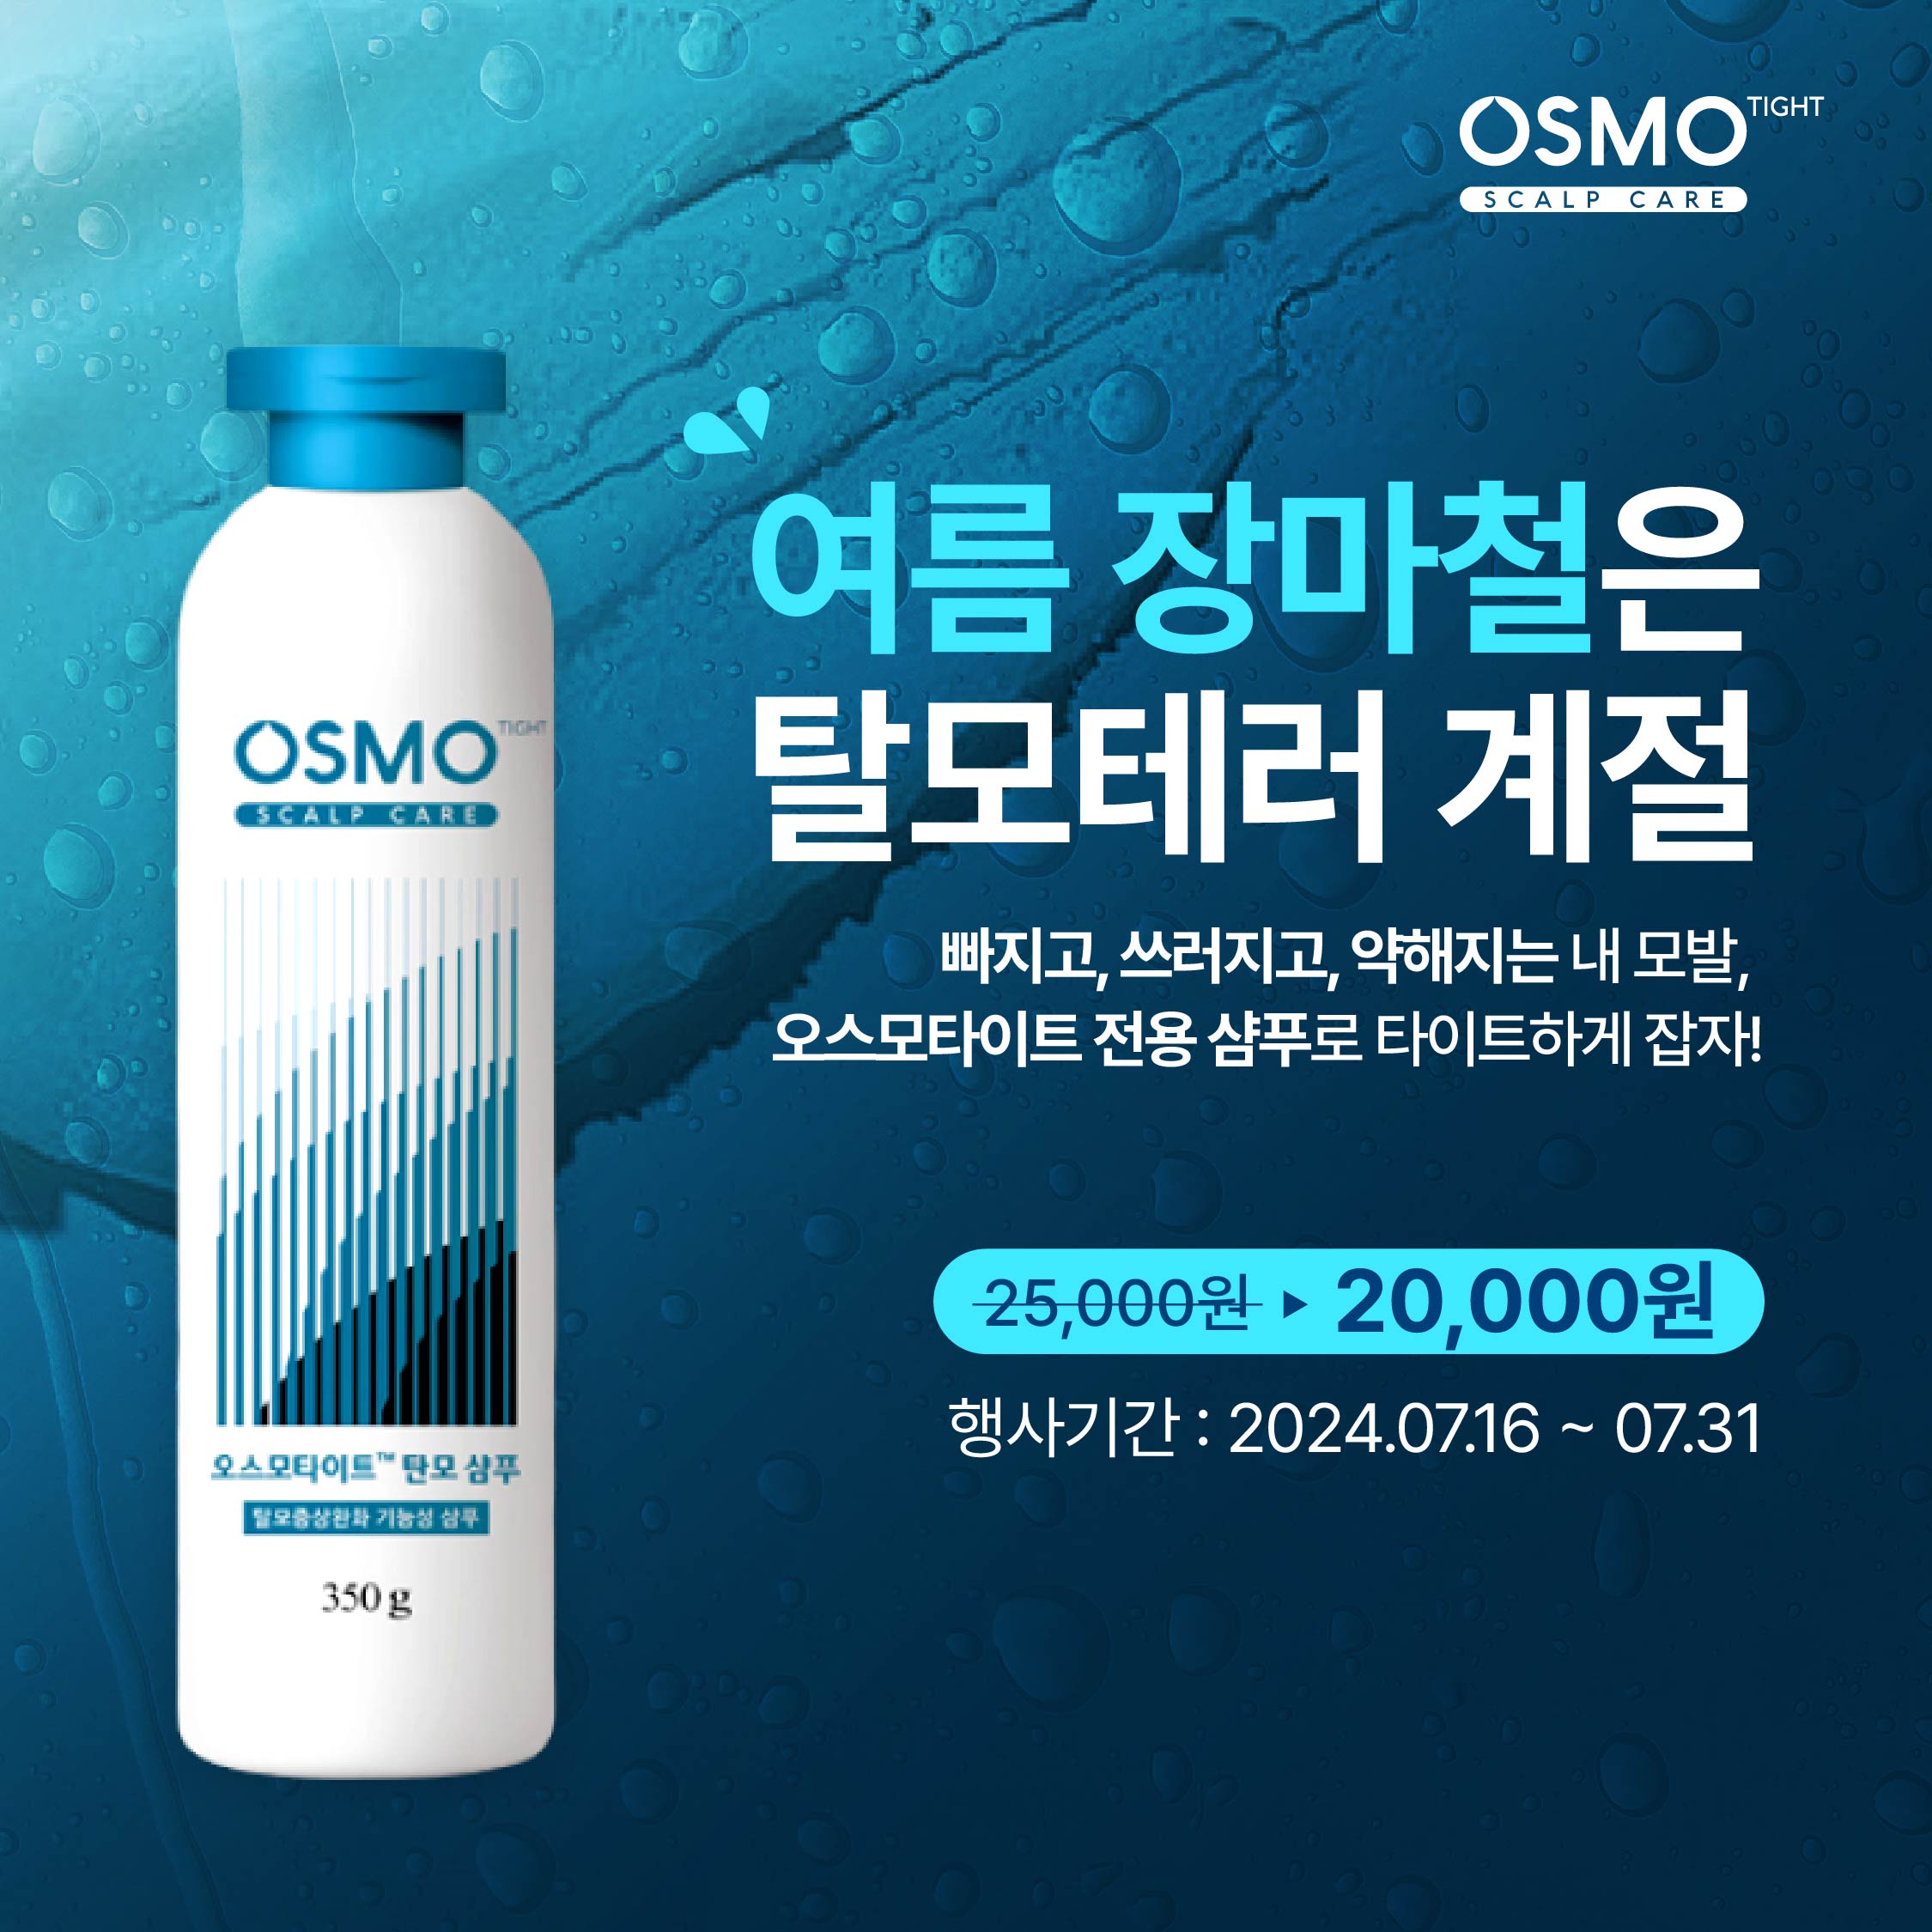 OSMO TIGHT
SCALP CARE
여름 장마철은
탈모테러 계절
빠지고, 쓰러지고, 약해지는 내 모발,
오스모타이트 전용 샴푸로 타이트하게 잡자!
25,000원 ▶ 20,000원
행사기간 : 2024.07.16 ~ 07.31
OSMO TIGHT
SCALP CARE
오스모타이트™ 탄모 샴푸
탈모증상완화 기능성 샴푸
350 g